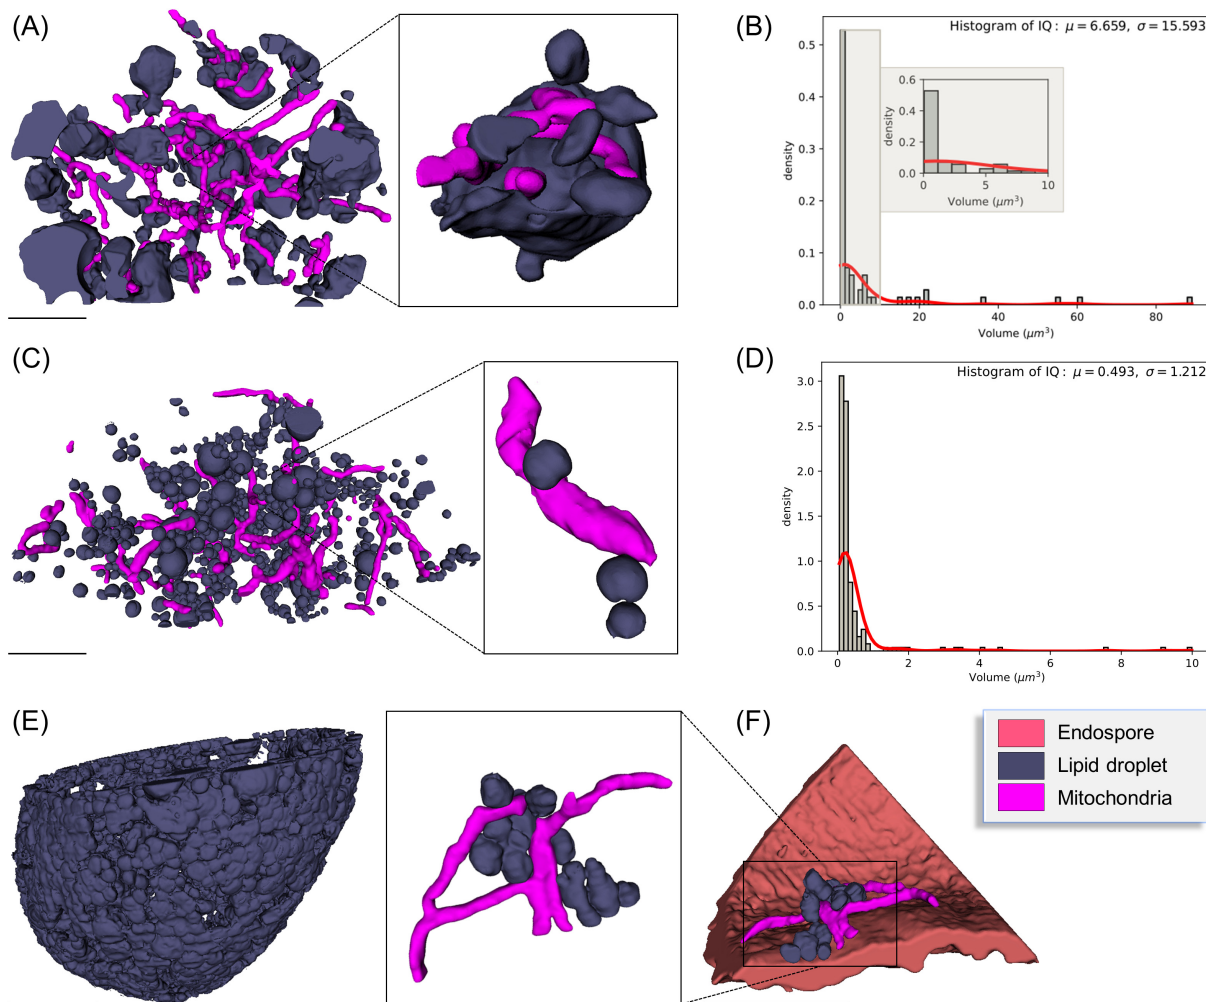 (A)
(B)
Histogram of IQ : μ = 6.659, σ = 15.593
0.5
0.4
0.3
0.2
0.1
0.0
density
0 20 40 60 80
Volume (μm³)
0.6
0.4
0.2
0.0
density
0 5 10
Volume (μm³)
(C)
(D)
Histogram of IQ : μ = 0.493, σ = 1.212
3.0
2.5
2.0
1.5
1.0
0.5
0.0
density
0 2 4 6 8 10
Volume (μm³)
(E)
(F)
Endospore
Lipid droplet
Mitochondria